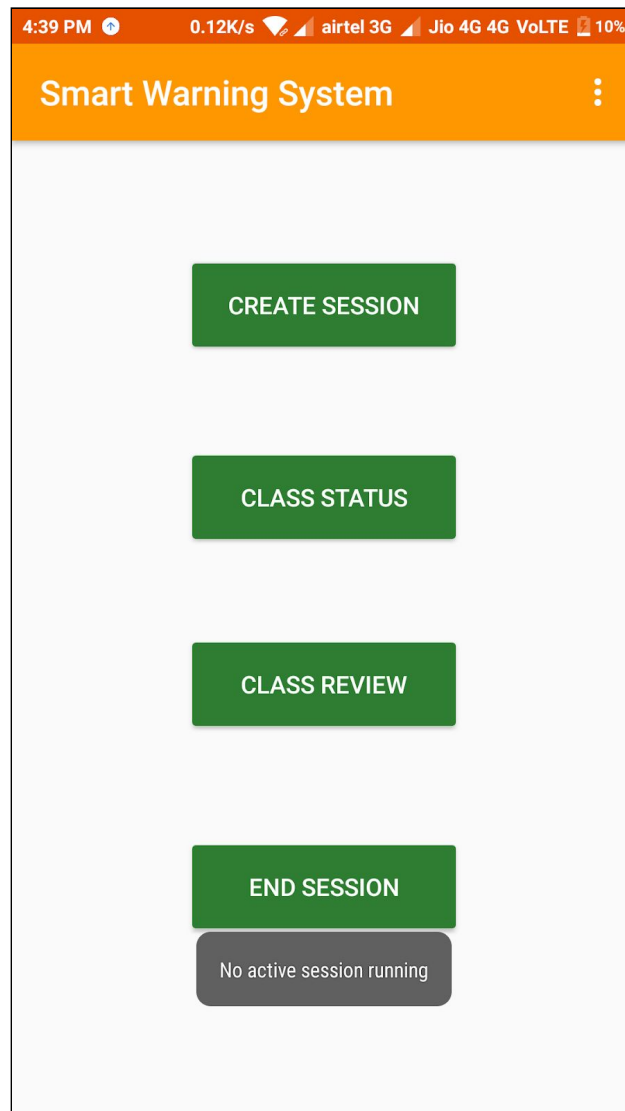 4:39 PM 0.12K/s airtel 3G Jio 4G 4G VoLTE 10%
Smart Warning System
CREATE SESSION
CLASS STATUS
CLASS REVIEW
END SESSION
No active session running